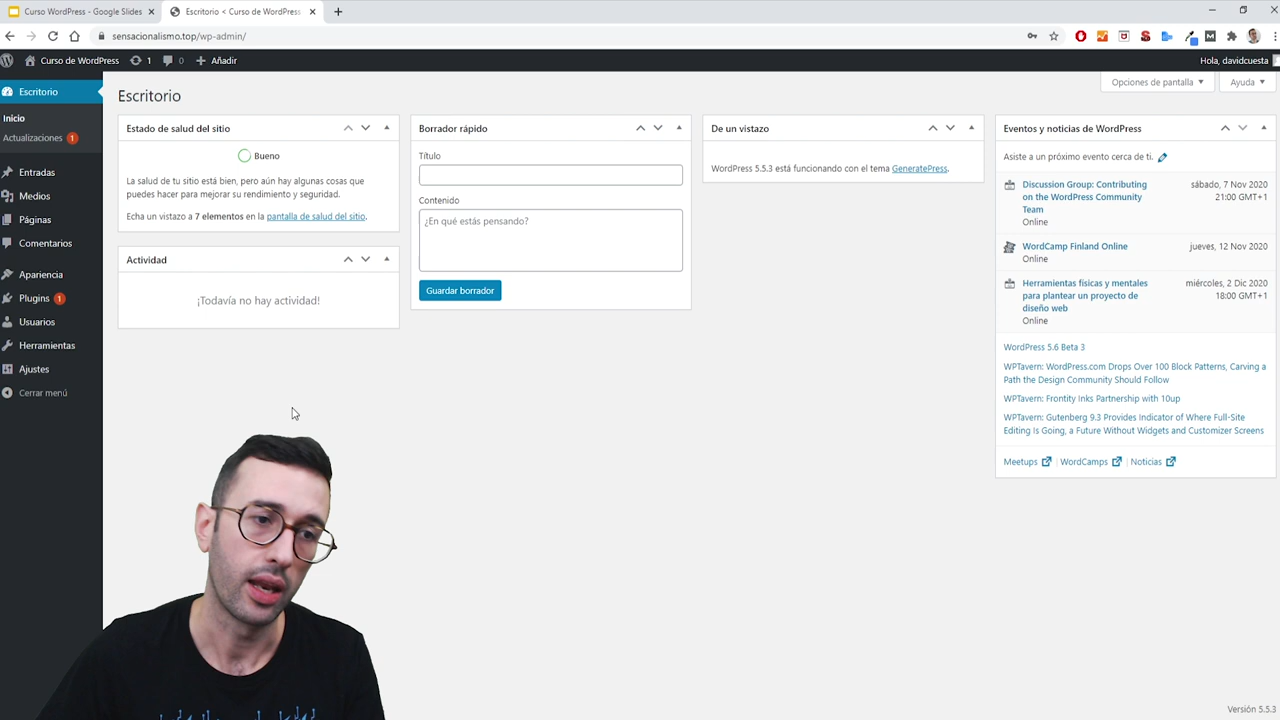 Curso WordPress - Google Slides
Escritorio < Curso de WordPress
sensacionalismo.top/wp-admin/
Curso de WordPress
1
0
Añadir
Hola, davidcuesta
Escritorio
Inicio
Actualizaciones 1
Entradas
Medios
Páginas
Comentarios
Apariencia
Plugins 1
Usuarios
Herramientas
Ajustes
Cerrar menú
Escritorio
Opciones de pantalla
Ayuda
Estado de salud del sitio
Bueno
La salud de tu sitio está bien, pero aún hay algunas cosas que
puedes hacer para mejorar su rendimiento y seguridad.
Echa un vistazo a 7 elementos en la pantalla de salud del sitio.
Actividad
¡Todavía no hay actividad!
Borrador rápido
Título
Contenido
¿En qué estás pensando?
Guardar borrador
De un vistazo
WordPress 5.5.3 está funcionando con el tema GeneratePress.
Eventos y noticias de WordPress
Asiste a un próximo evento cerca de ti.
Discussion Group: Contributing
on the WordPress Community
Team
Online
sábado, 7 Nov 2020
21:00 GMT+1
WordCamp Finland Online
Online
jueves, 12 Nov 2020
Herramientas físicas y mentales
para plantear un proyecto de
diseño web
Online
miércoles, 2 Dic 2020
18:00 GMT+1
WordPress 5.6 Beta 3
WPTavern: WordPress.com Drops Over 100 Block Patterns, Carving a
Path the Design Community Should Follow
WPTavern: Frontity Inks Partnership with 10up
WPTavern: Gutenberg 9.3 Provides Indicator of Where Full-Site
Editing Is Going, a Future Without Widgets and Customizer Screens
Meetups | WordCamps | Noticias
Versión 5.5.3